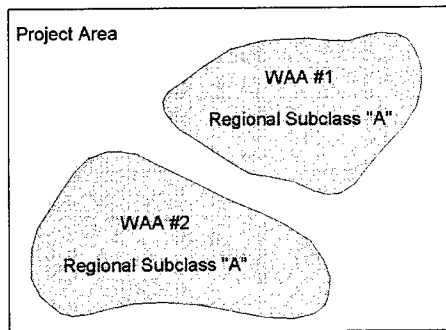 Project Area
WAA #1
Regional Subclass "A"
WAA #2
Regional Subclass "A"